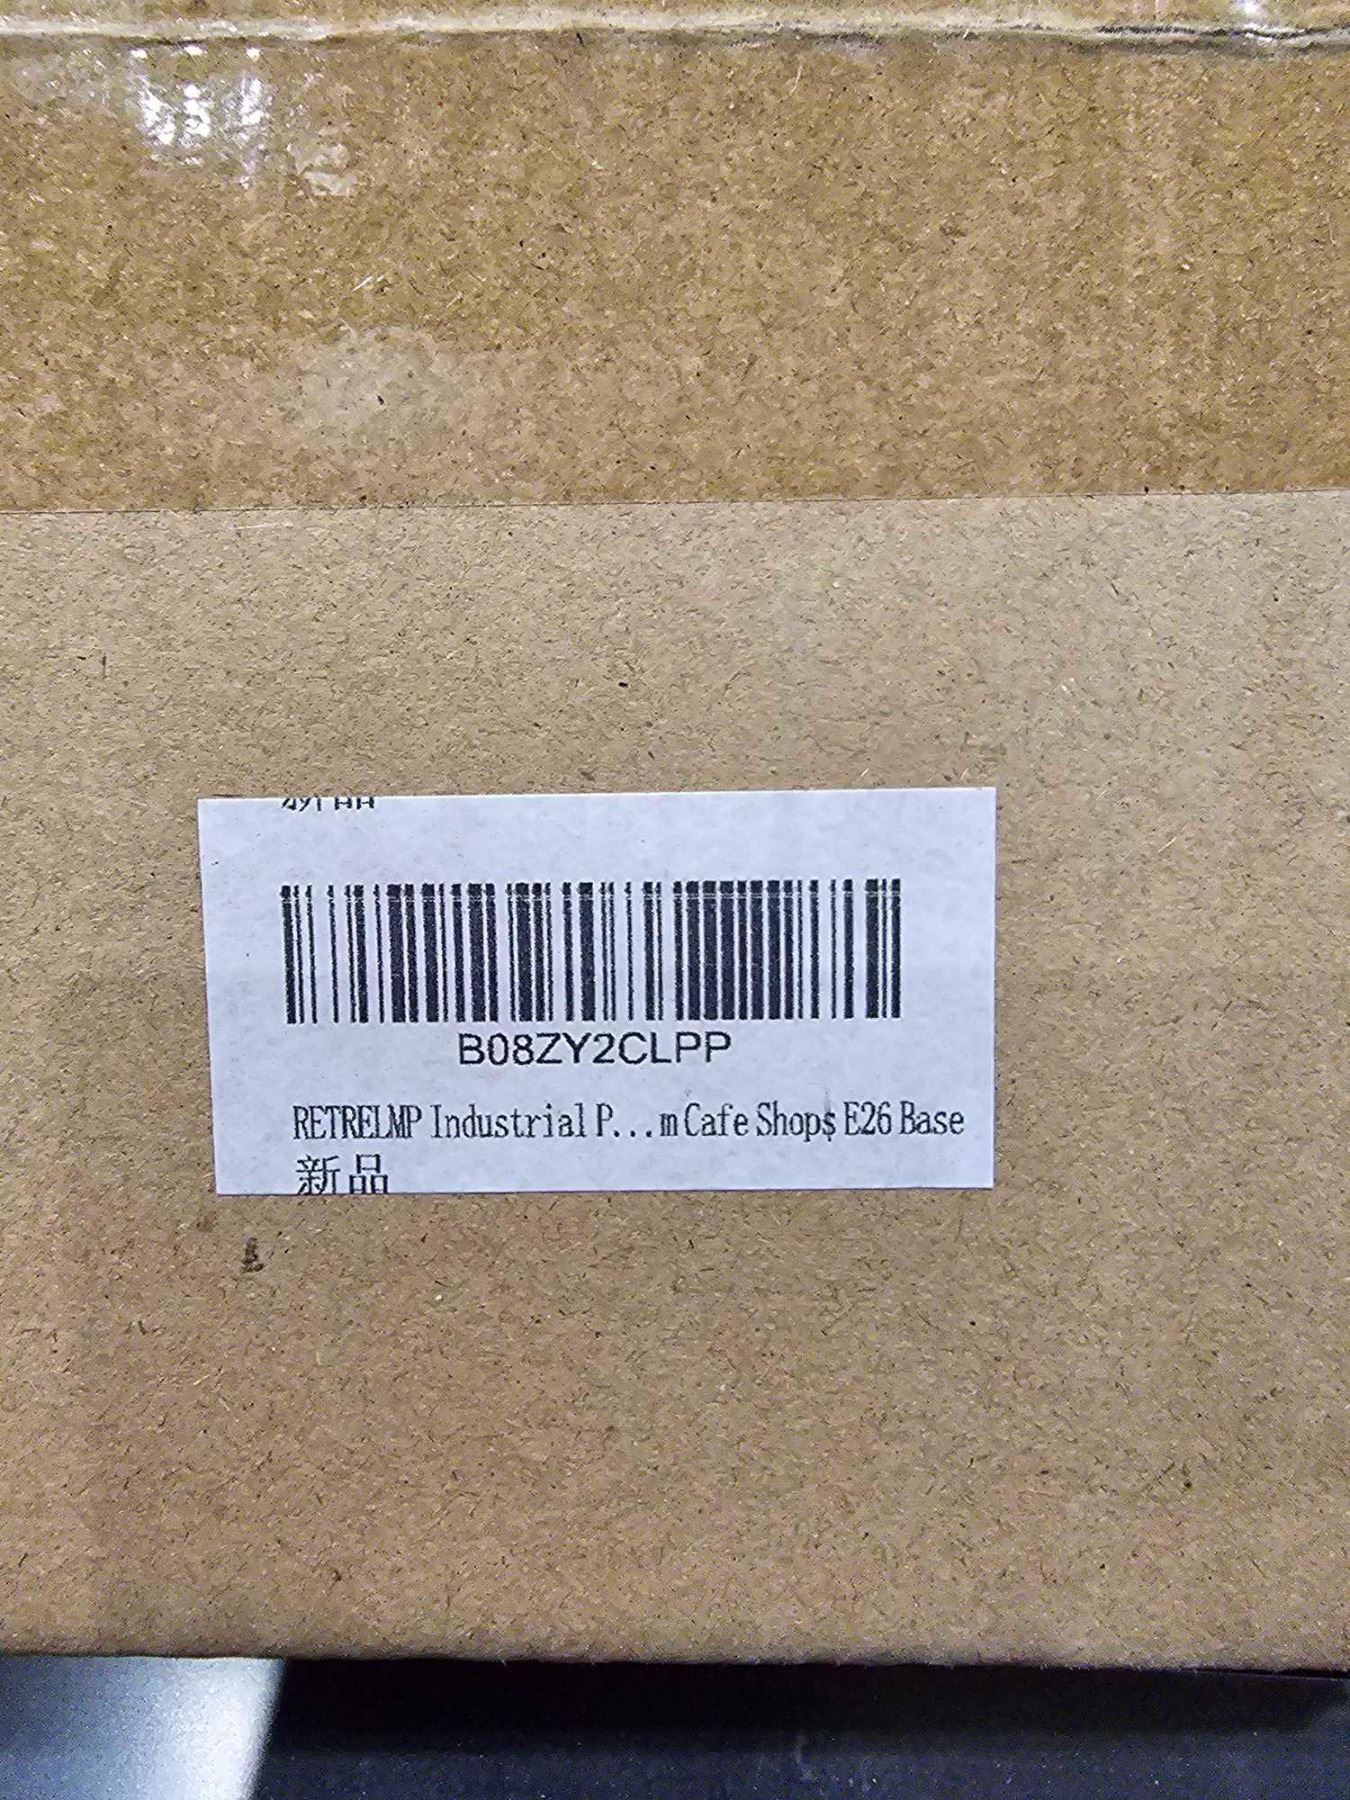 B08ZY2CLPP
RETRELMP Industrial P...m Cafe Shops E26 Base
新品